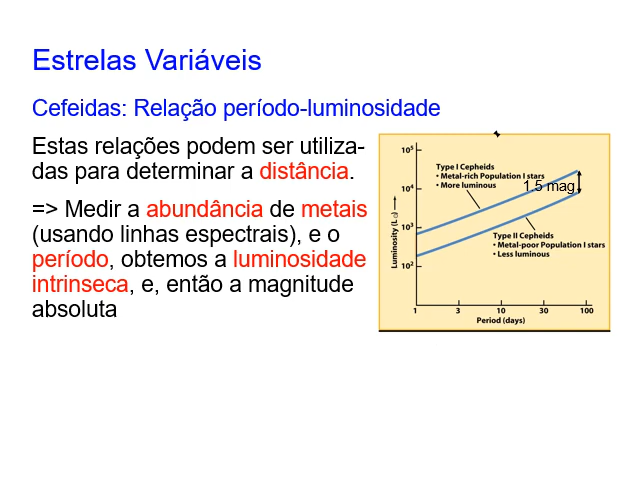 Estrelas Variáveis
Cefeidas: Relação período-luminosidade
Estas relações podem ser utiliza-
das para determinar a distância.
=> Medir a abundância de metais
(usando linhas espectrais), e o
período, obtemos a luminosidade
intrinseca, e, então a magnitude
absoluta
10⁵
10⁴
10³
10²
Luminosity (L☉) →
Type I Cepheids
• Metal-rich Population I stars
• More luminous
1.5 mag
Type II Cepheids
• Metal-poor Population I stars
• Less luminous
1 3 10 30 100
Period (days)